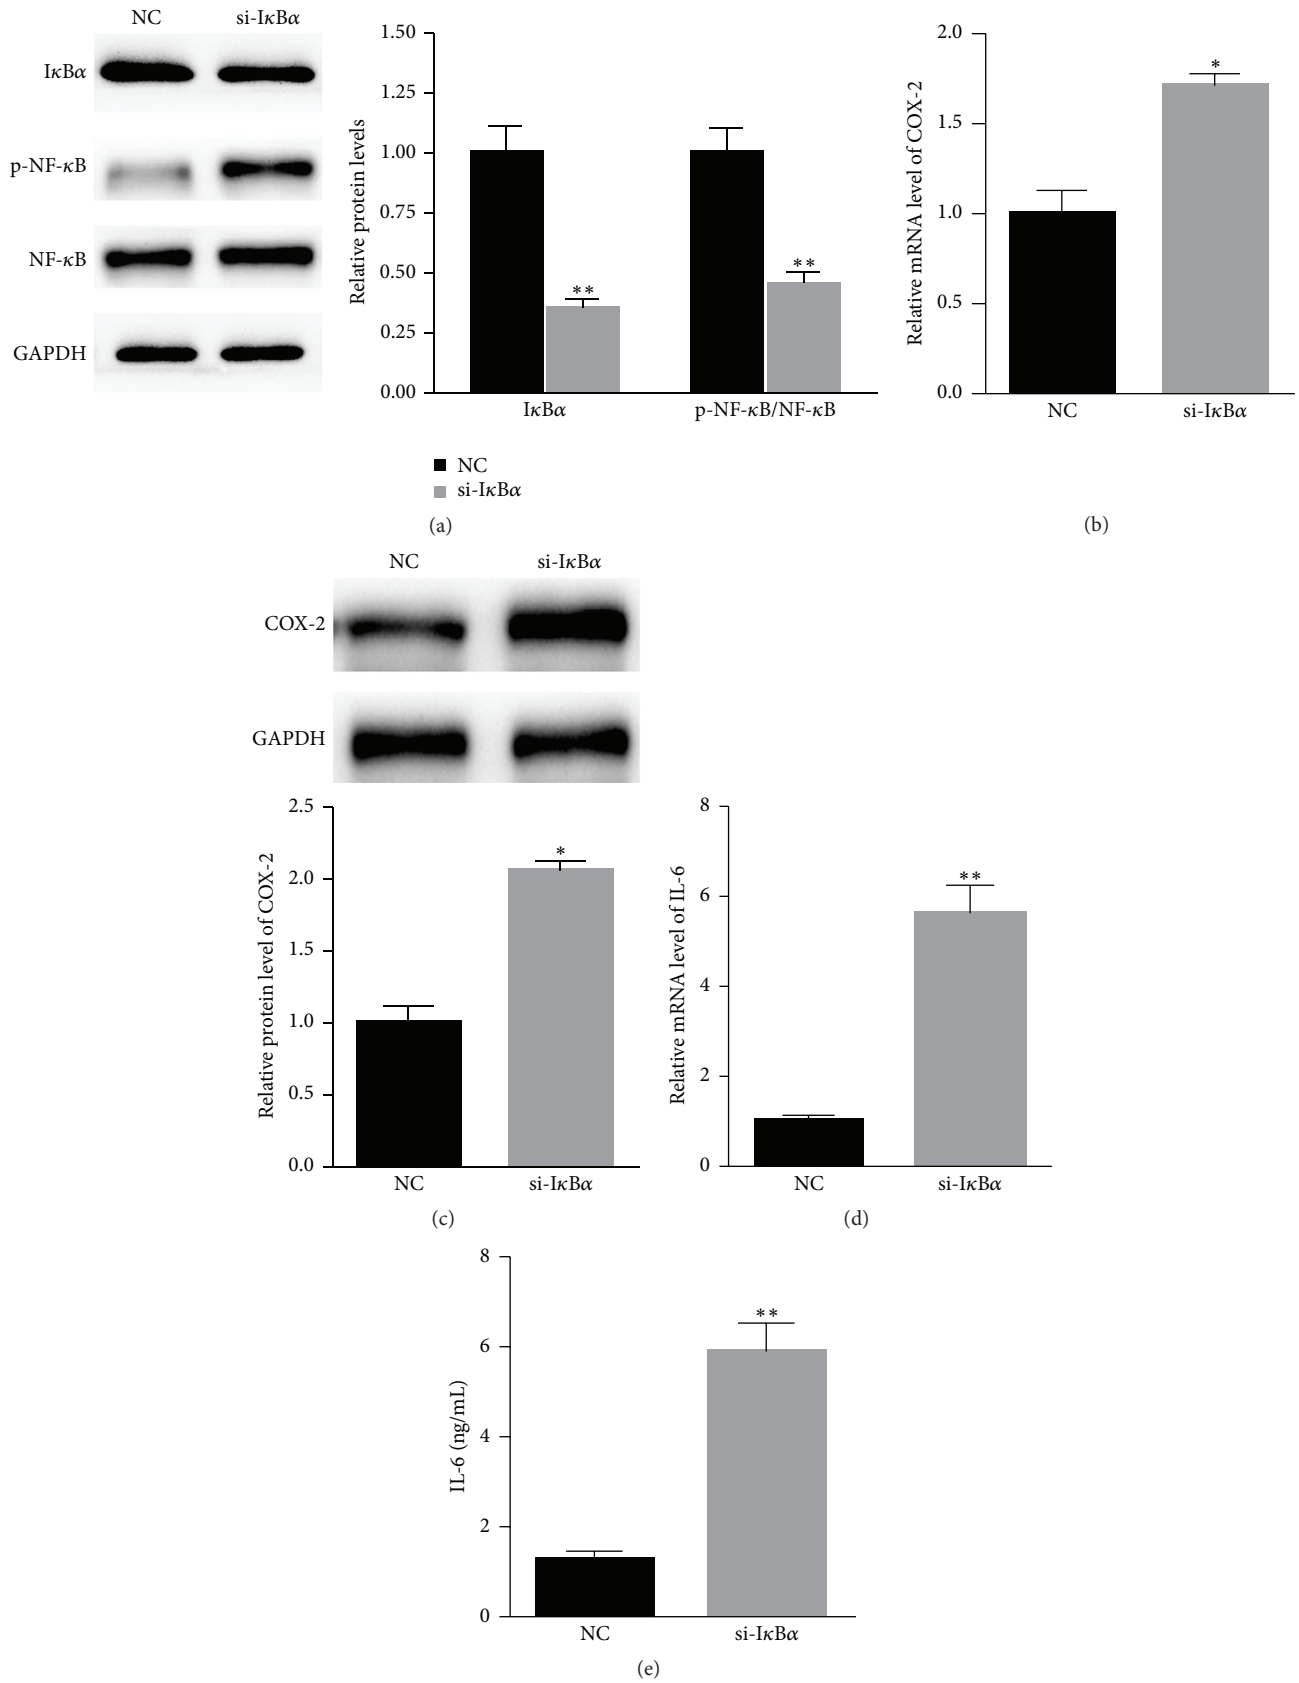 NC si-IκBα
IκBα
p-NF-κB
NF-κB
GAPDH
Relative protein levels
1.50
1.25
1.00
0.75
0.50
0.25
0.00
**
**
IκBα p-NF-κB/NF-κB
NC
si-IκBα
(a)
Relative mRNA level of COX-2
2.0
1.5
1.0
0.5
0.0
*
NC si-IκBα
(b)
NC si-IκBα
COX-2
GAPDH
Relative protein level of COX-2
2.5
2.0
1.5
1.0
0.5
0.0
*
NC si-IκBα
(c)
Relative mRNA level of IL-6
8
6
4
2
0
**
NC si-IκBα
(d)
IL-6 (ng/mL)
8
6
4
2
0
**
NC si-IκBα
(e)